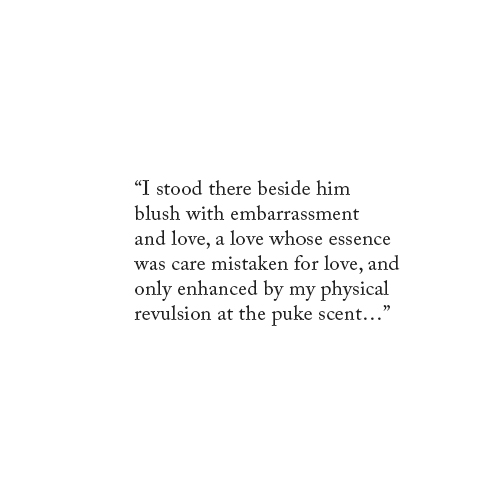 “I stood there beside him
blush with embarrassment
and love, a love whose essence
was care mistaken for love, and
only enhanced by my physical
revulsion at the puke scent…”